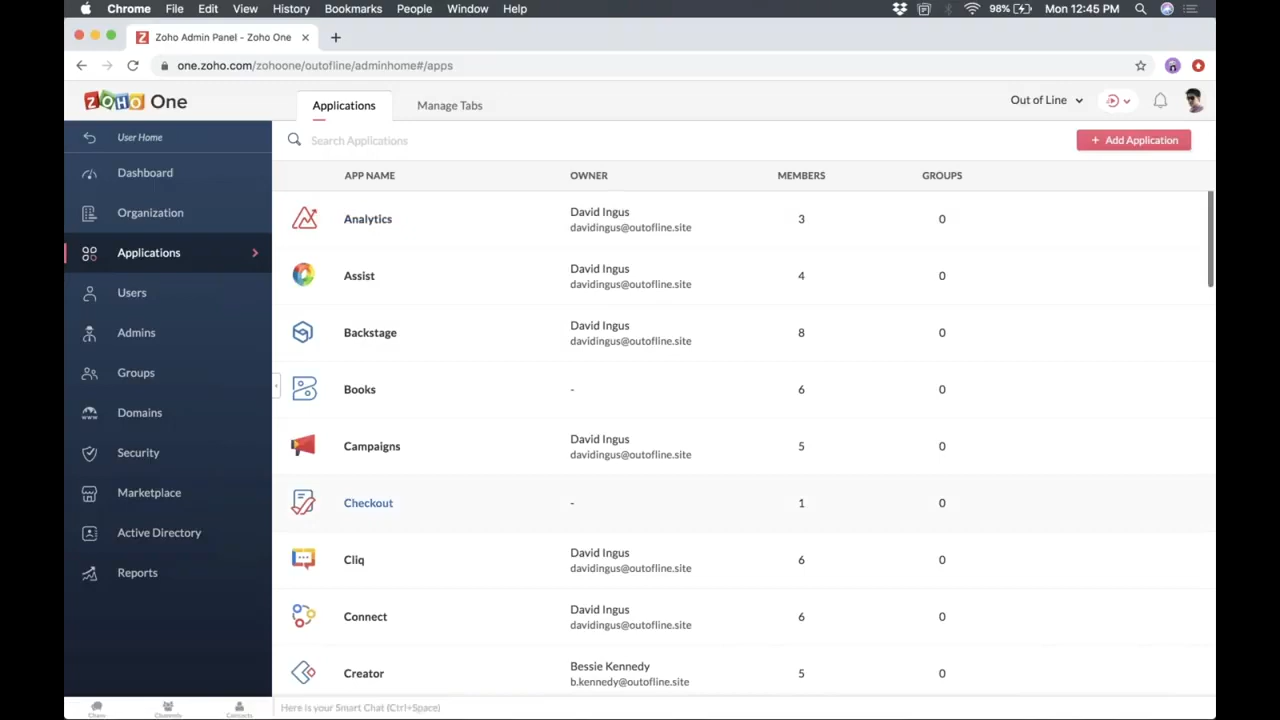 Chrome File Edit View History Bookmarks People Window Help 98% Mon 12:45 PM
Zoho Admin Panel - Zoho One
one.zoho.com/zohoone/outofline/adminhome#/apps
ZOHO One Applications Manage Tabs Out of Line
User Home
Search Applications
+ Add Application
Dashboard
Organization
Applications
Users
Admins
Groups
Domains
Security
Marketplace
Active Directory
Reports
APP NAME OWNER MEMBERS GROUPS
Analytics David Ingus 3 0
davidingus@outofline.site
Assist David Ingus 4 0
davidingus@outofline.site
Backstage David Ingus 8 0
davidingus@outofline.site
Books - 6 0
Campaigns David Ingus 5 0
davidingus@outofline.site
Checkout - 1 0
Cliq David Ingus 6 0
davidingus@outofline.site
Connect David Ingus 6 0
davidingus@outofline.site
Creator Bessie Kennedy 5 0
b.kennedy@outofline.site
Chats Channels Contacts Here is your Smart Chat (Ctrl+Space)